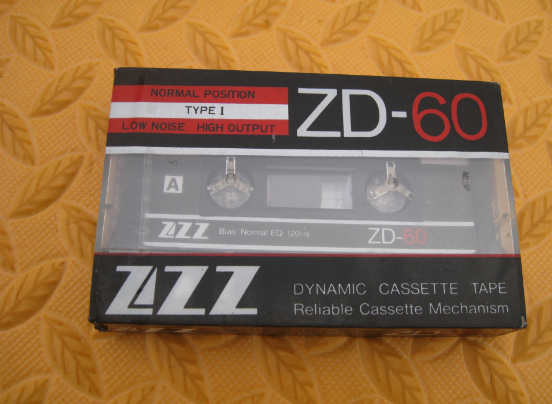 NORMAL POSITION
TYPE I
LOW NOISE HIGH OUTPUT
ZD-60
A
ZZZ Bias: Normal EQ: 120µs ZD-60
ZZZ
DYNAMIC CASSETTE TAPE
Reliable Cassette Mechanism